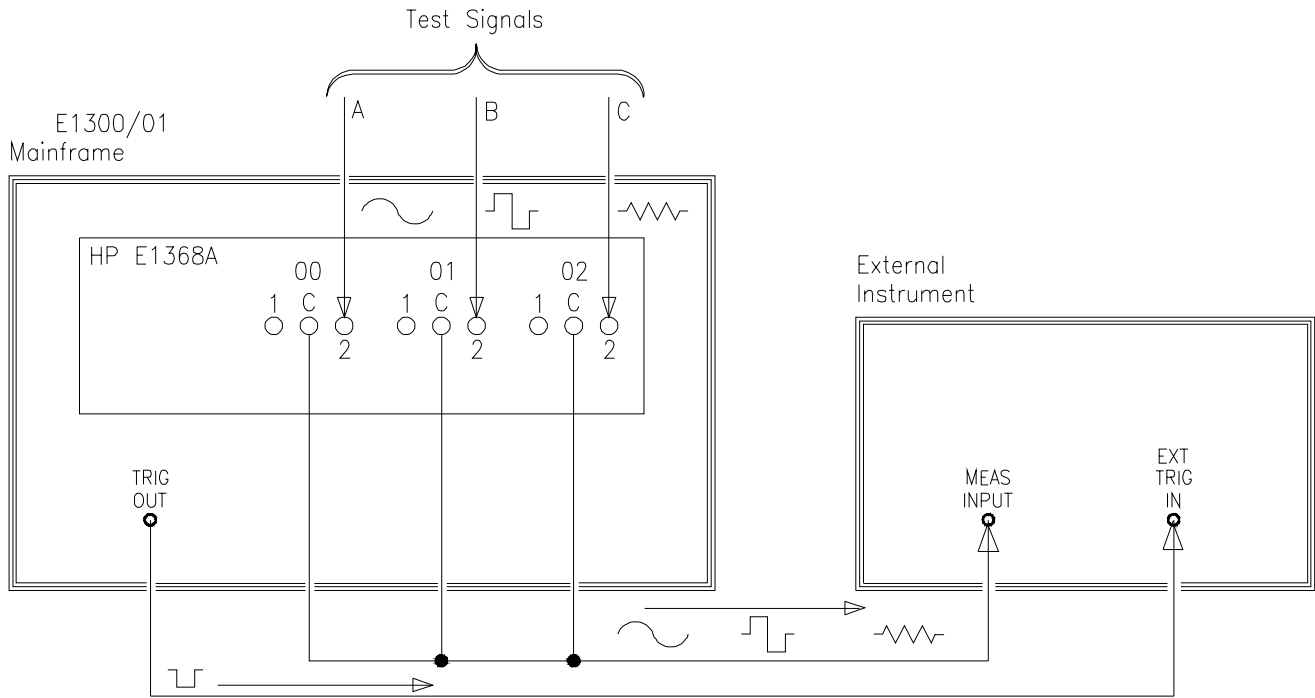 Test Signals
A B C
E1300/01
Mainframe
HP E1368A
00 01 02
1 C 1 C 1 C
2 2 2
External
Instrument
TRIG
OUT
MEAS
INPUT
EXT
TRIG
IN